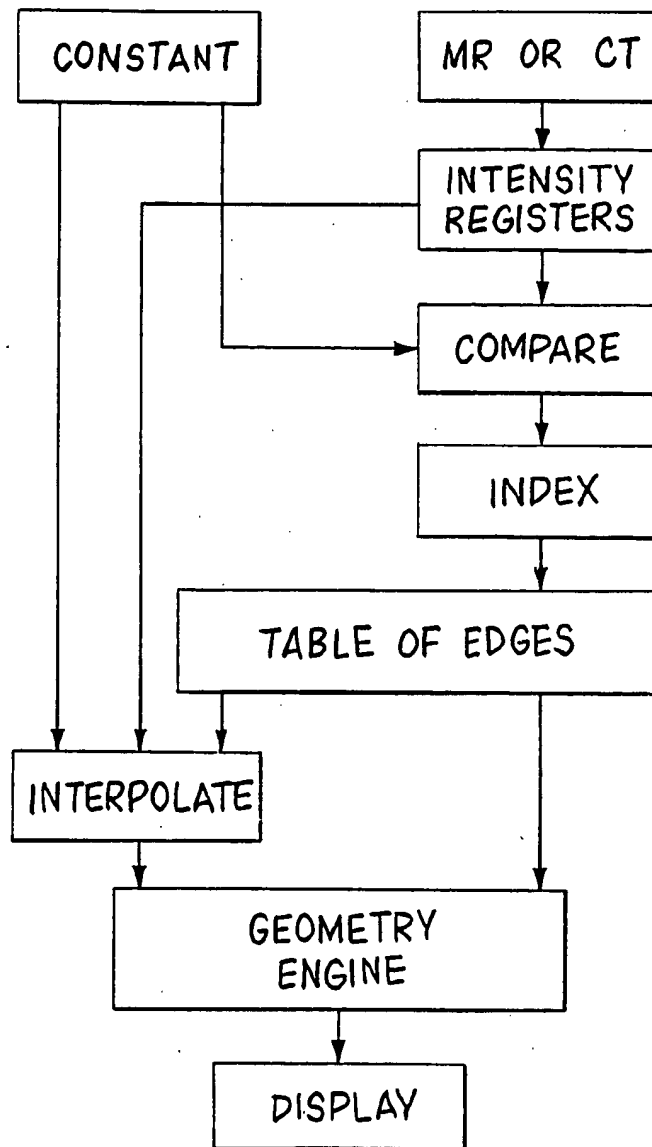 CONSTANT
MR OR CT
INTENSITY
REGISTERS
COMPARE
INDEX
TABLE OF EDGES
INTERPOLATE
GEOMETRY
ENGINE
DISPLAY